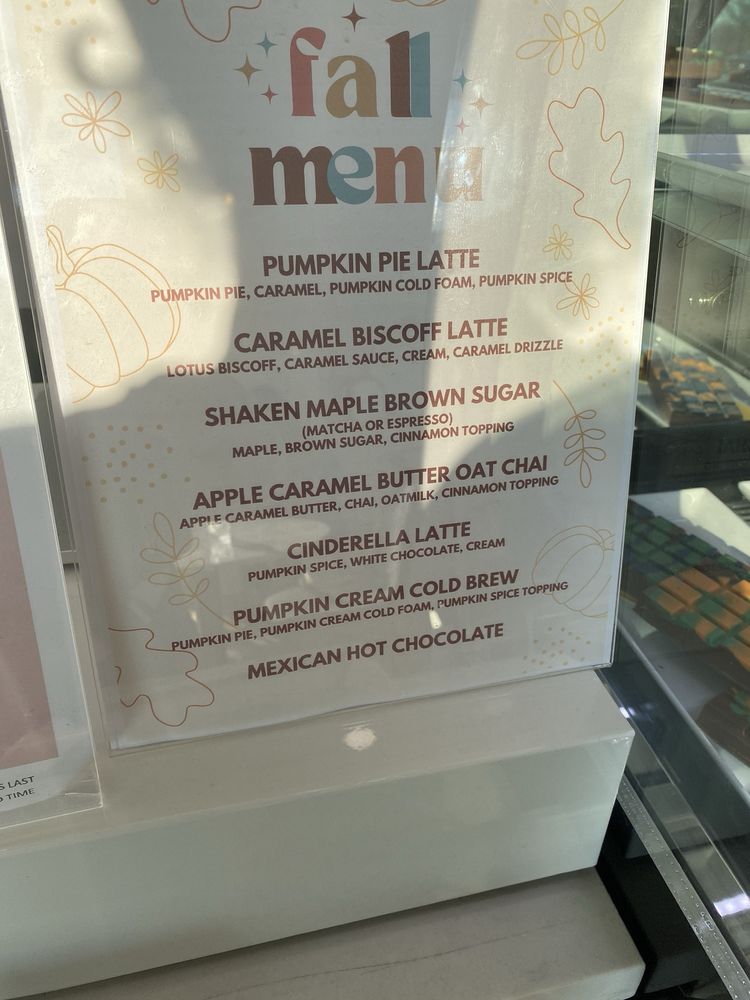 fall
menu
PUMPKIN PIE LATTE
PUMPKIN PIE, CARAMEL, PUMPKIN COLD FOAM, PUMPKIN SPICE
CARAMEL BISCOFF LATTE
LOTUS BISCOFF, CARAMEL SAUCE, CREAM, CARAMEL DRIZZLE
SHAKEN MAPLE BROWN SUGAR
(MATCHA OR ESPRESSO)
MAPLE, BROWN SUGAR, CINNAMON TOPPING
APPLE CARAMEL BUTTER OAT CHAI
APPLE CARAMEL BUTTER, CHAI, OATMILK, CINNAMON TOPPING
CINDERELLA LATTE
PUMPKIN SPICE, WHITE CHOCOLATE, CREAM
PUMPKIN CREAM COLD BREW
PUMPKIN PIE, PUMPKIN CREAM COLD FOAM, PUMPKIN SPICE TOPPING
MEXICAN HOT CHOCOLATE
LAST
TIME